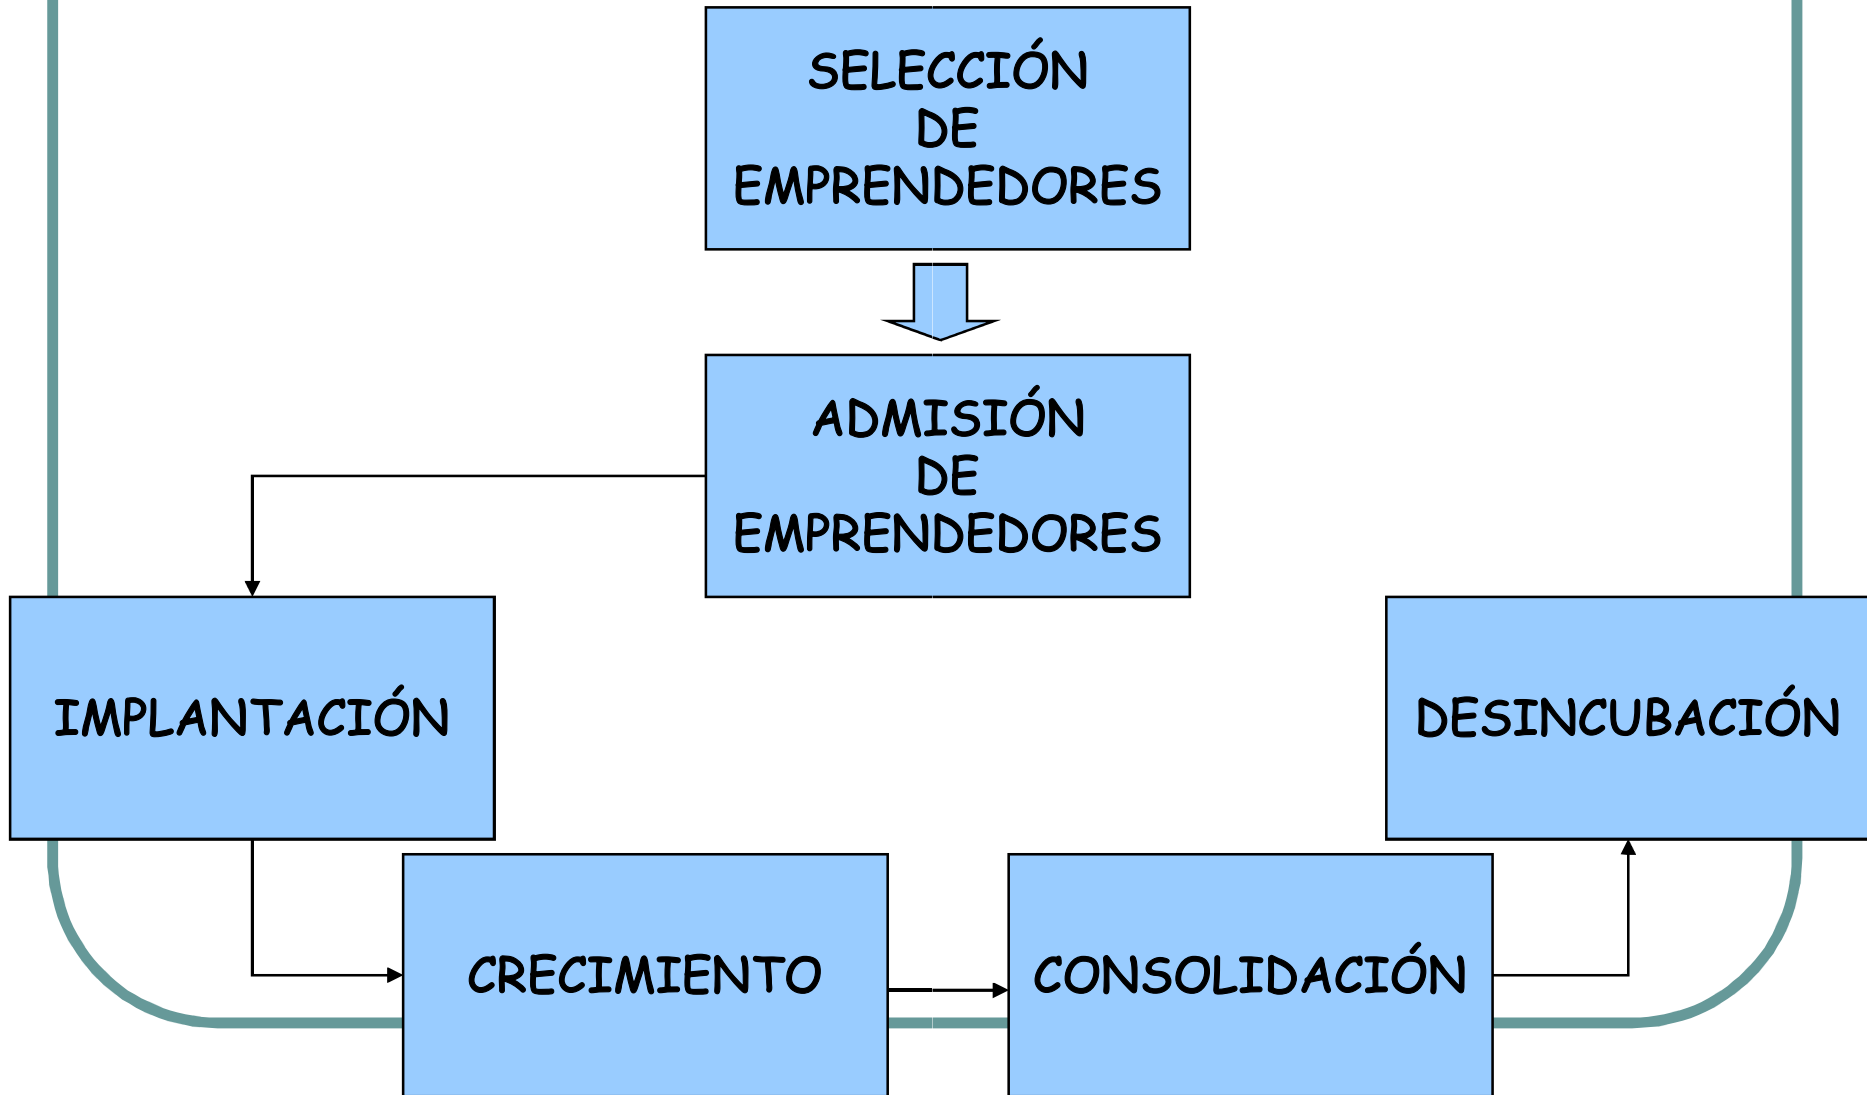 SELECCIÓN
DE
EMPRENDEDORES
ADMISIÓN
DE
EMPRENDEDORES
IMPLANTACIÓN
DESINCUBACIÓN
CRECIMIENTO
CONSOLIDACIÓN